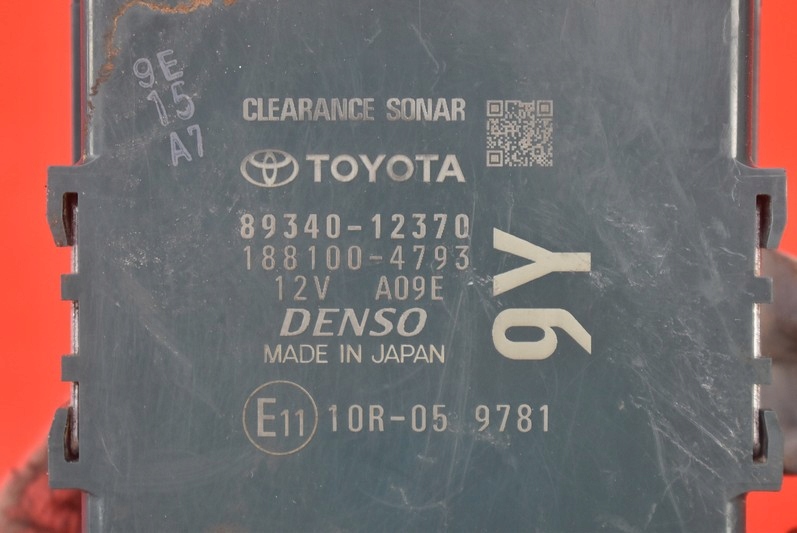 9E
15
A7
CLEARANCE SONAR
TOYOTA
89340-12370
188100-4793
12V A09E
DENSO
MADE IN JAPAN
9Y
E11 10R-05 9781